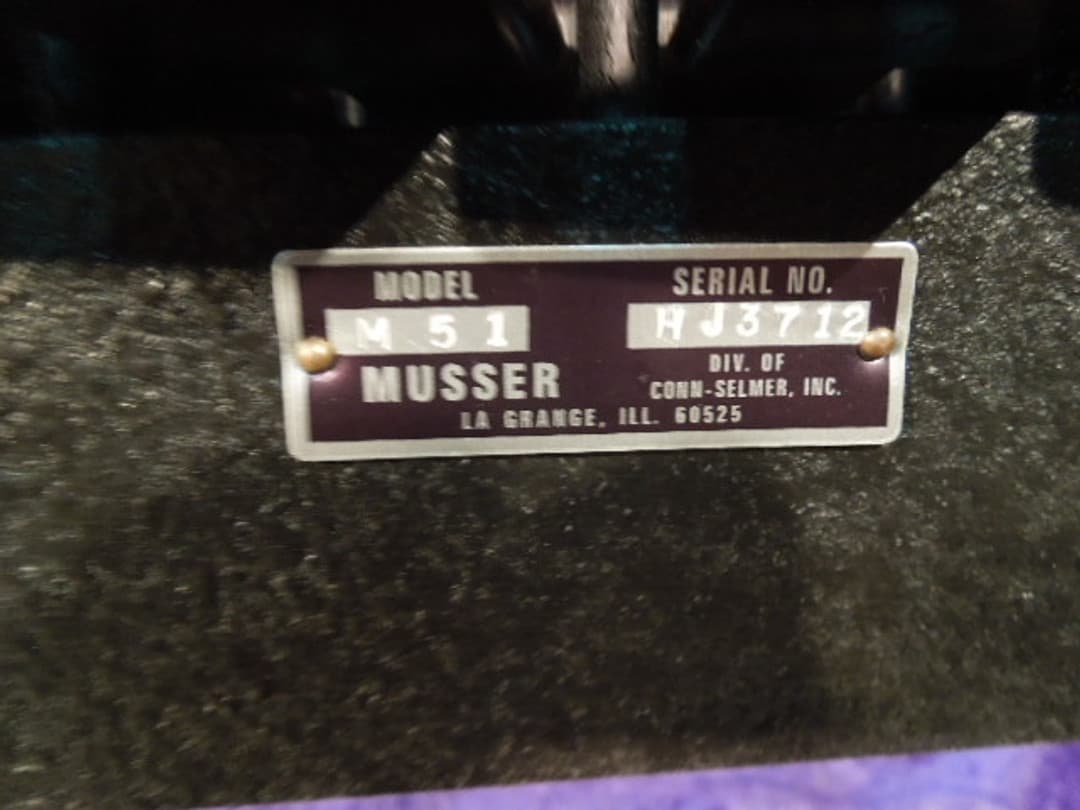 MODEL
M 51
MUSSER
SERIAL NO.
HJ3712
DIV. OF
CONN-SELMER, INC.
LA GRANGE, ILL. 60525